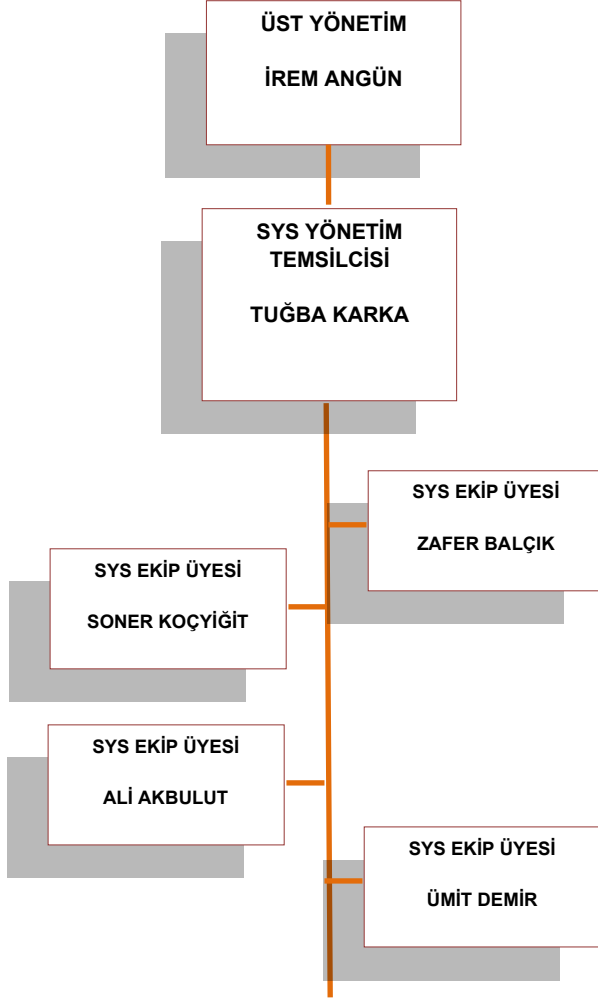 ÜST YÖNETİM
İREM ANGÜN
SYS YÖNETİM
TEMSİLCİSİ
TUĞBA KARKA
SYS EKİP ÜYESİ
ZAFER BALÇIK
SYS EKİP ÜYESİ
SONER KOÇYİĞİT
SYS EKİP ÜYESİ
ALİ AKBULUT
SYS EKİP ÜYESİ
ÜMİT DEMİR